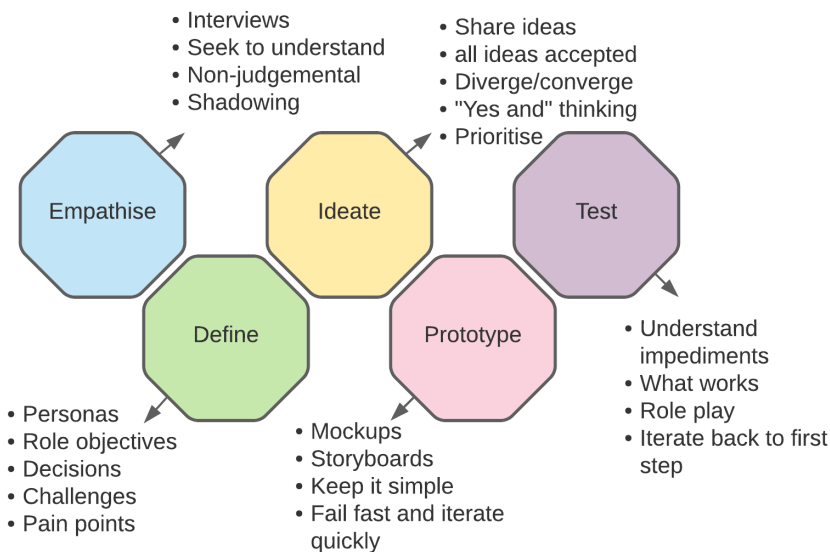 • Interviews
• Seek to understand
• Non-judgemental
• Shadowing
Empathise
Define
• Personas
• Role objectives
• Decisions
• Challenges
• Pain points
• Share ideas
• all ideas accepted
• Diverge/converge
• "Yes and" thinking
• Prioritise
Ideate
Prototype
• Mockups
• Storyboards
• Keep it simple
• Fail fast and iterate
quickly
Test
• Understand
impediments
• What works
• Role play
• Iterate back to first
step